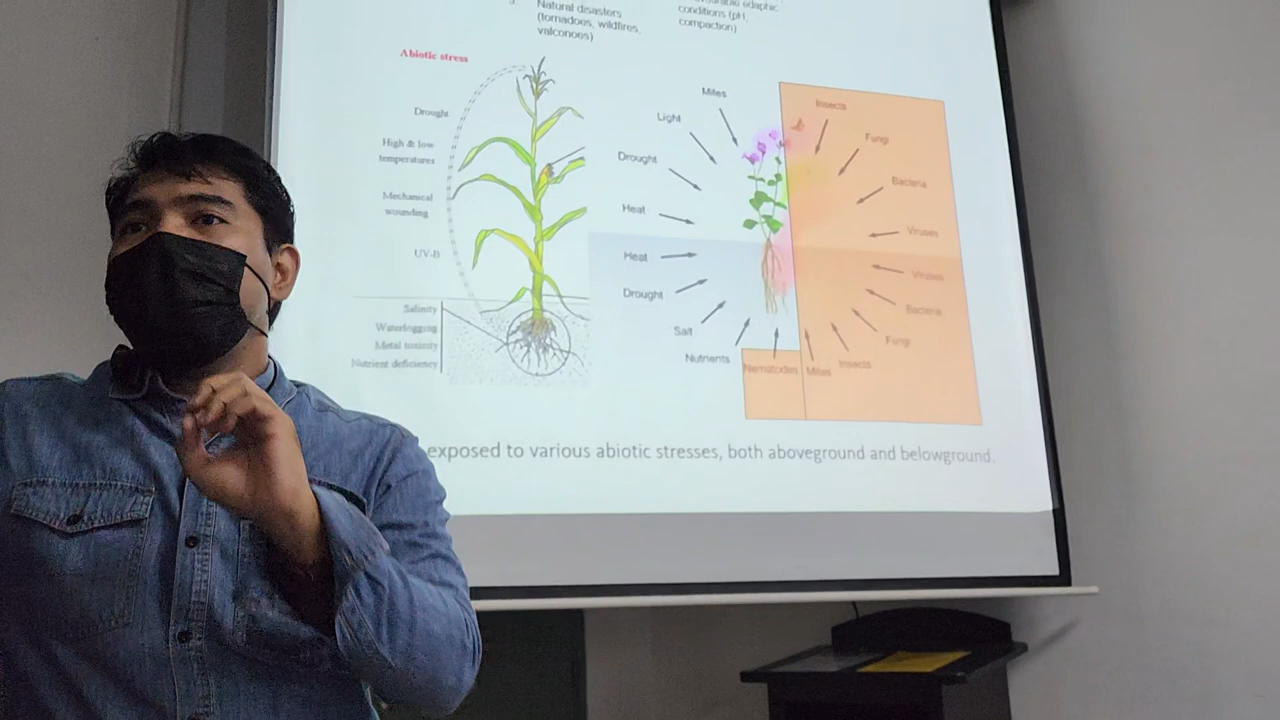 3.
Natural disasters
(tornadoes, wildfires,
valconoes)
edaphic
conditions (pH,
compaction)
Abiotic stress
Drought
High & low
temperatures
Mechanical
wounding
UV-B
Salinity
Waterlogging
Metal toxicity
Nutrient deficiency
Mites
Light
Drought
Heat
Heat
Drought
Salt
Nutrients
Nematodes
Mites
Insects
Fungi
Bacteria
Viruses
Viruses
Bacteria
Fungi
Insects
exposed to various abiotic stresses, both aboveground and belowground.